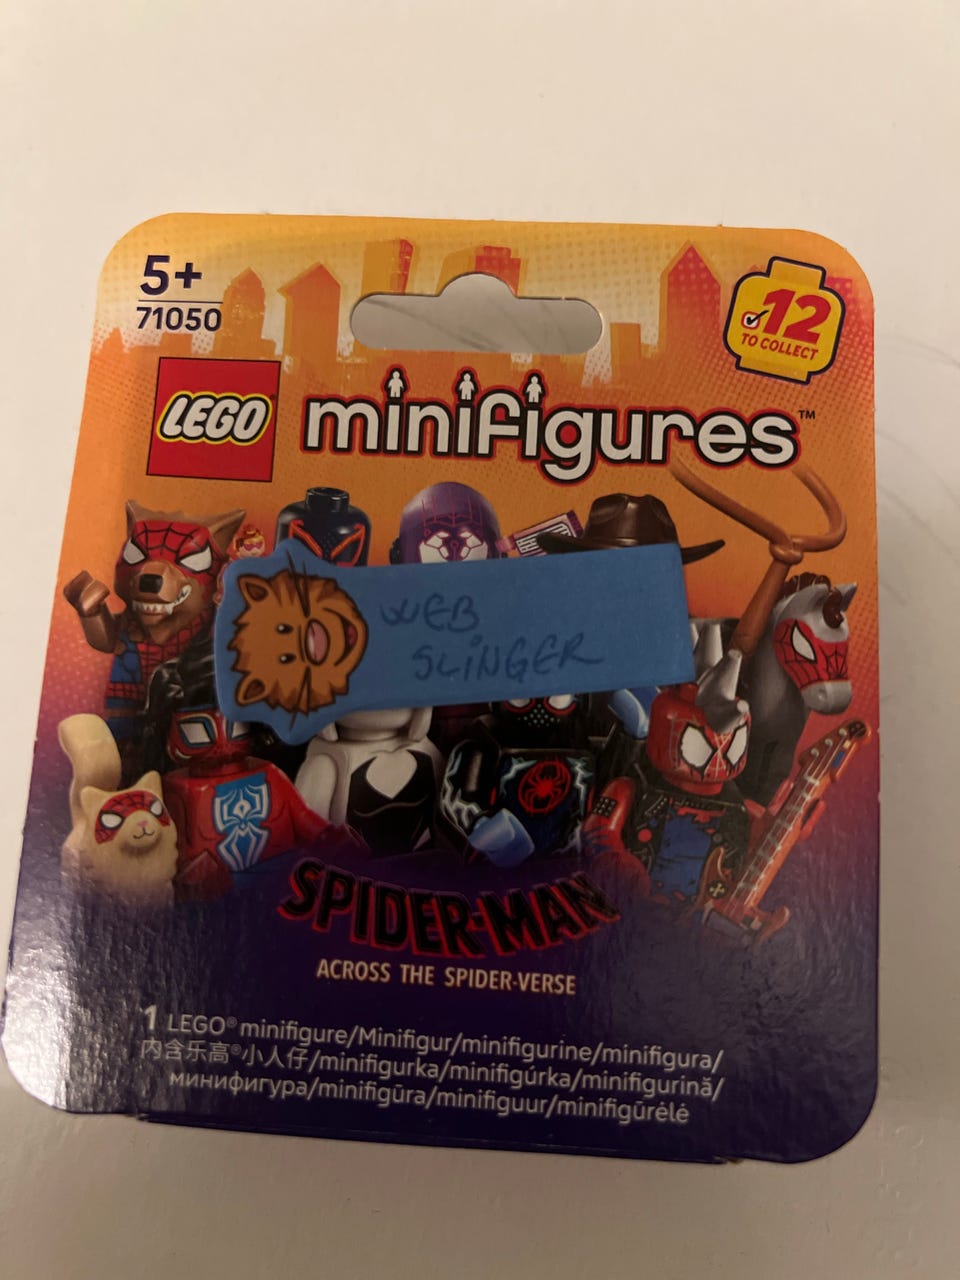 5+
71050
12
TO COLLECT
LEGO
minifigures™
WEB
SLINGER
SPIDER-MAN
ACROSS THE SPIDER-VERSE
1 LEGO® minifigure/Minifigur/minifigurine/minifigura/
内含乐高®小人仔/minifigurka/minifigúrka/minifigurină/
минифигура/minifigūra/minifiguur/minifigūrėlė